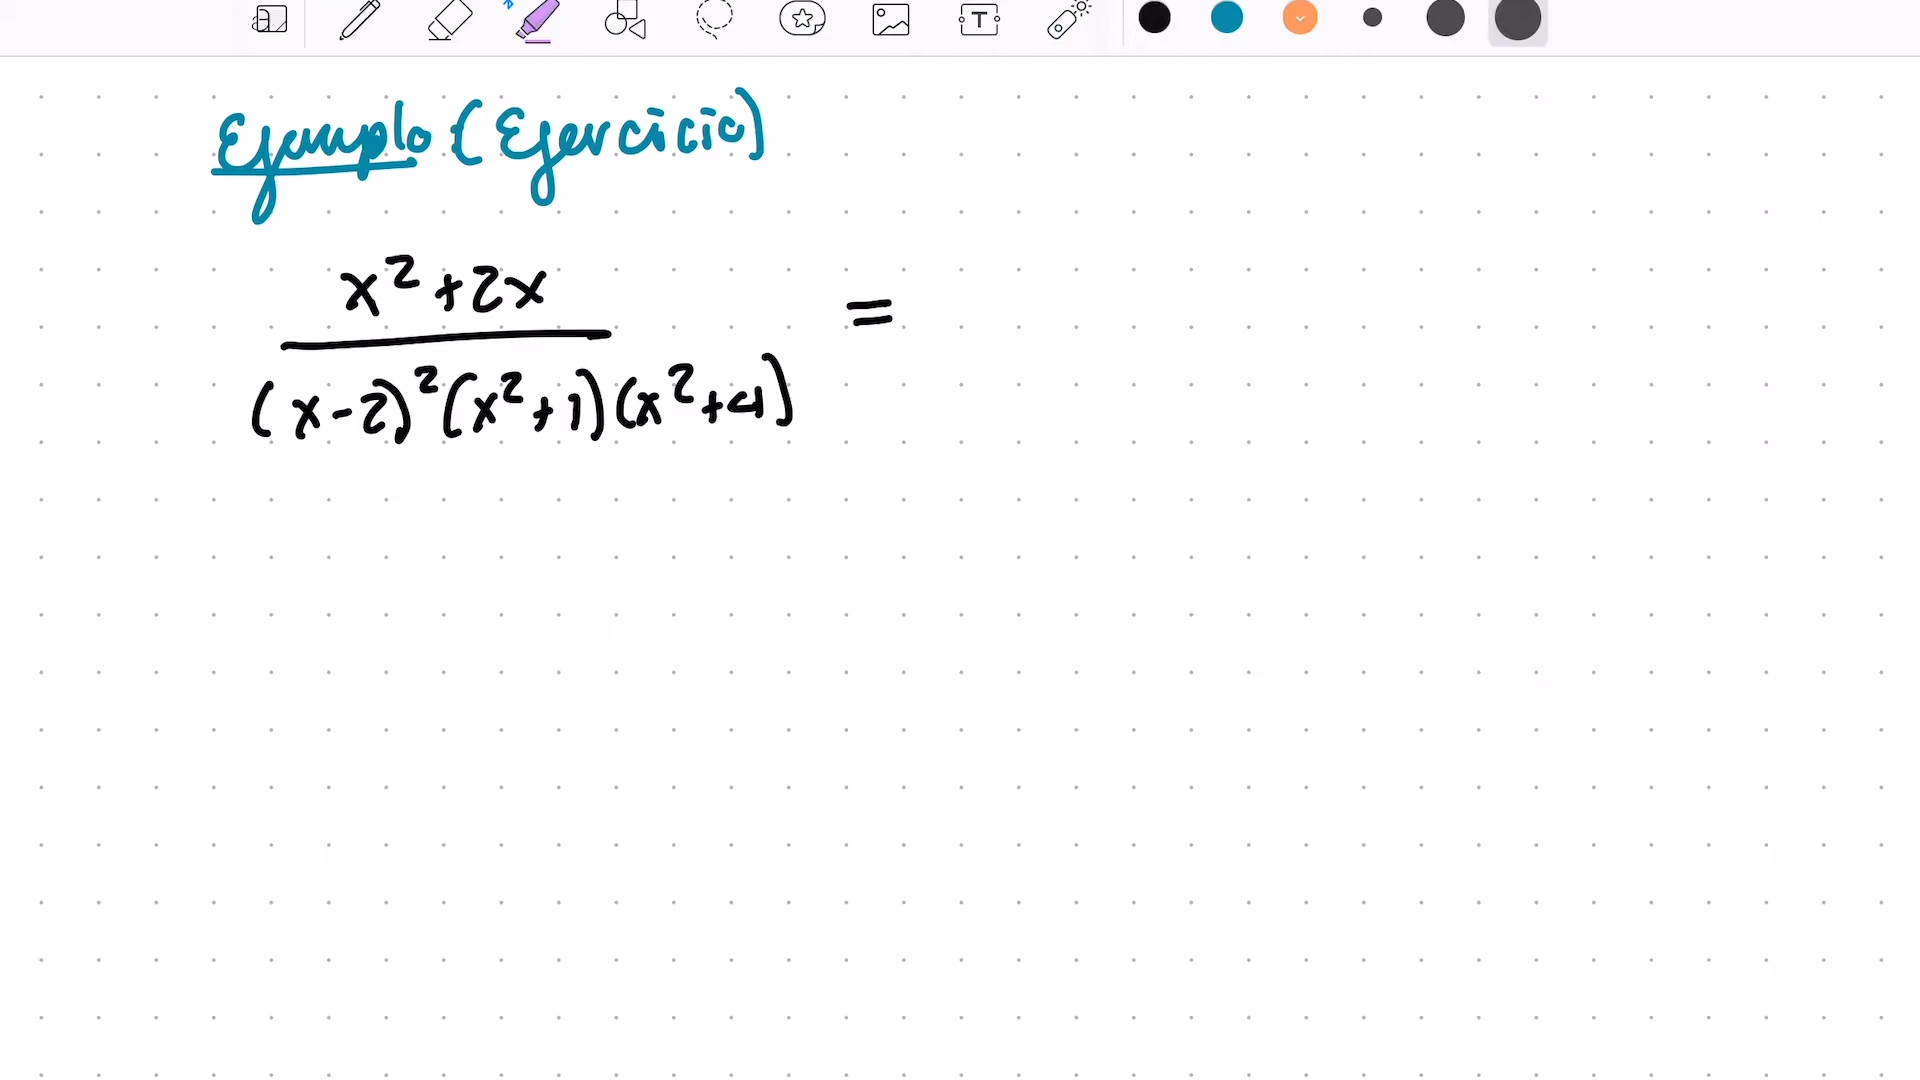 Ejemplo (Ejercicio)
x² + 2x =
(x-2)² (x²+1) (x²+4)